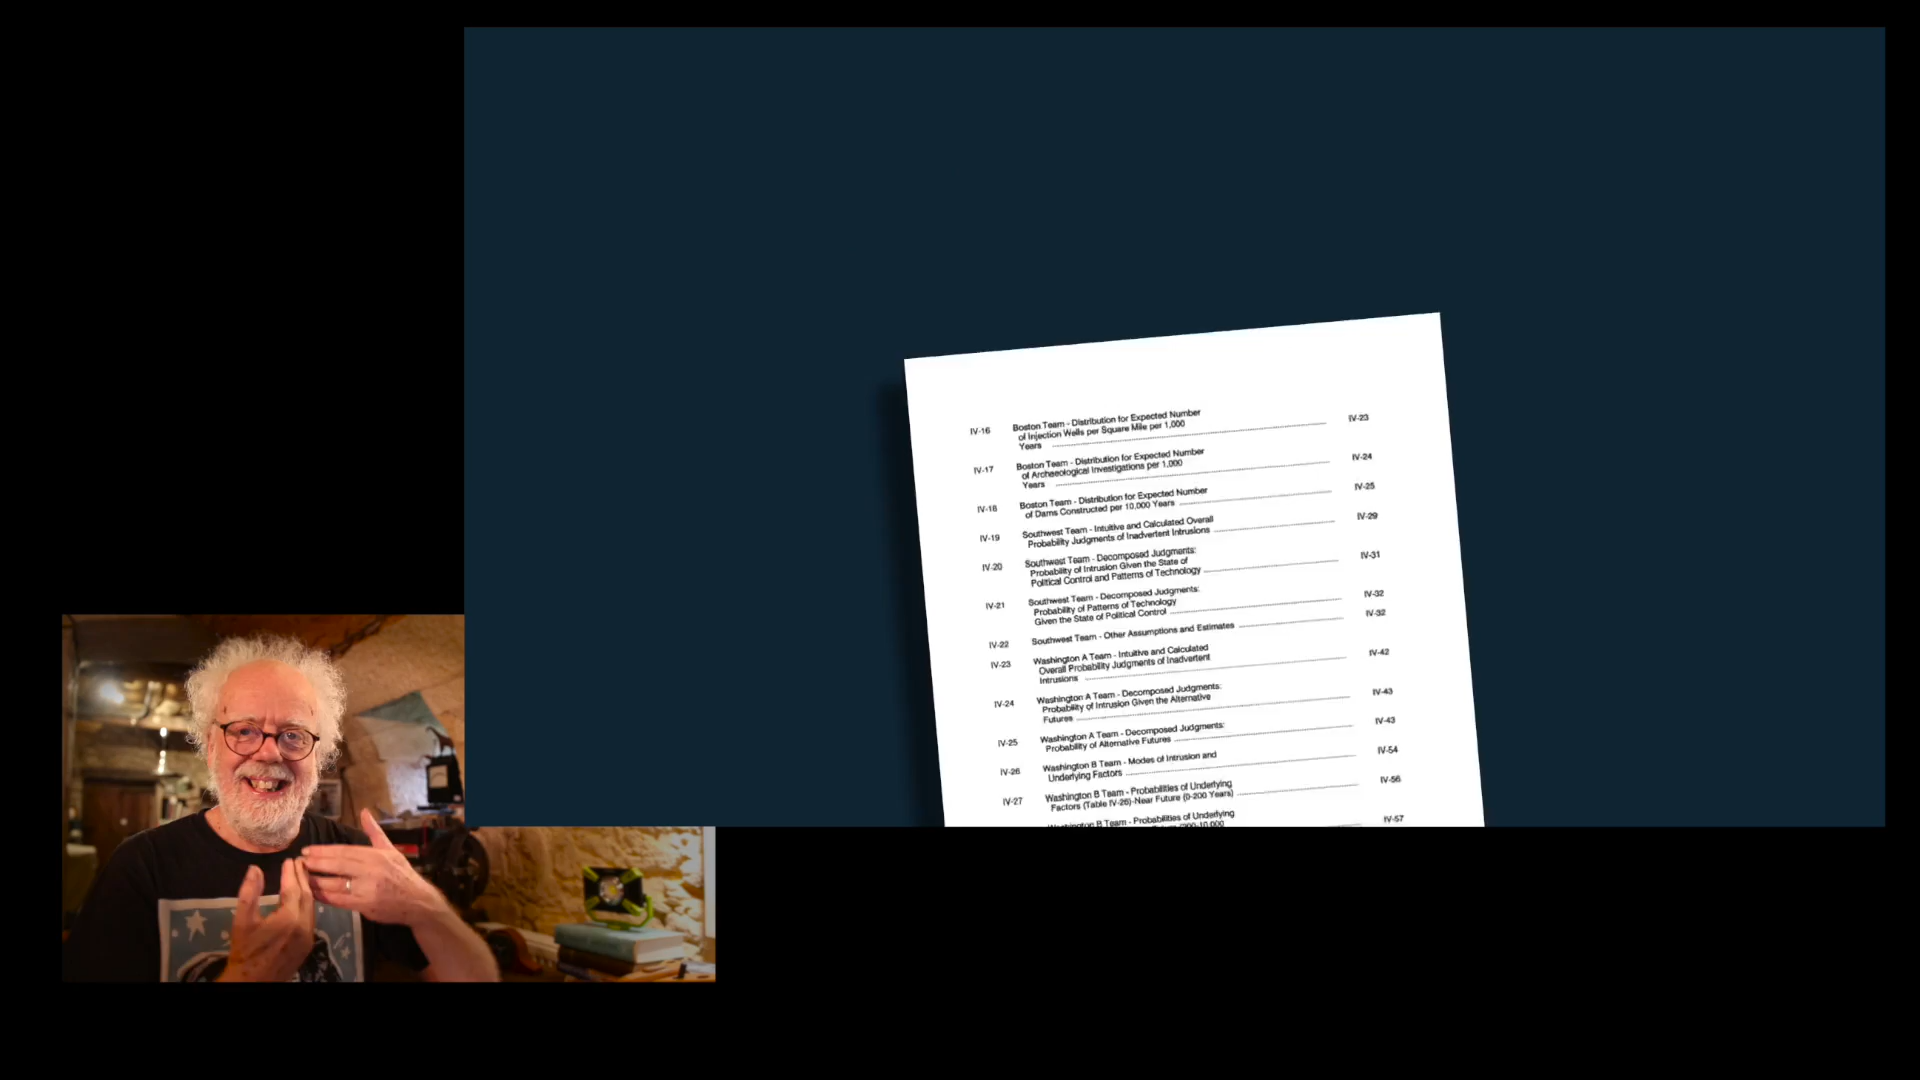 IV-16 Boston Team - Distribution for Expected Number
of Injection Wells per Square Mile per 1,000
Years IV-23
IV-17 Boston Team - Distribution for Expected Number
of Archaeological Investigations per 1,000
Years IV-24
IV-18 Boston Team - Distribution for Expected Number
of Dams Constructed per 10,000 Years IV-25
IV-19 Southwest Team - Intuitive and Calculated Overall
Probability Judgments of Inadvertent Intrusions IV-29
IV-20 Southwest Team - Decomposed Judgments:
Probability of Intrusion Given the State of
Political Control and Patterns of Technology IV-31
IV-21 Southwest Team - Decomposed Judgments:
Probability of Patterns of Technology
Given the State of Political Control IV-32
IV-22 Southwest Team - Other Assumptions and Estimates IV-32
IV-23 Washington A Team - Intuitive and Calculated
Overall Probability Judgments of Inadvertent
Intrusions IV-42
IV-24 Washington A Team - Decomposed Judgments:
Probability of Intrusion Given the Alternative
Futures IV-43
IV-25 Washington A Team - Decomposed Judgments:
Probability of Alternative Futures IV-43
IV-26 Washington B Team - Modes of Intrusion and
Underlying Factors IV-54
IV-27 Washington B Team - Probabilities of Underlying
Factors (Table IV-26)-Near Future (0-200 Years) IV-56
Washington B Team - Probabilities of Underlying
IV-57